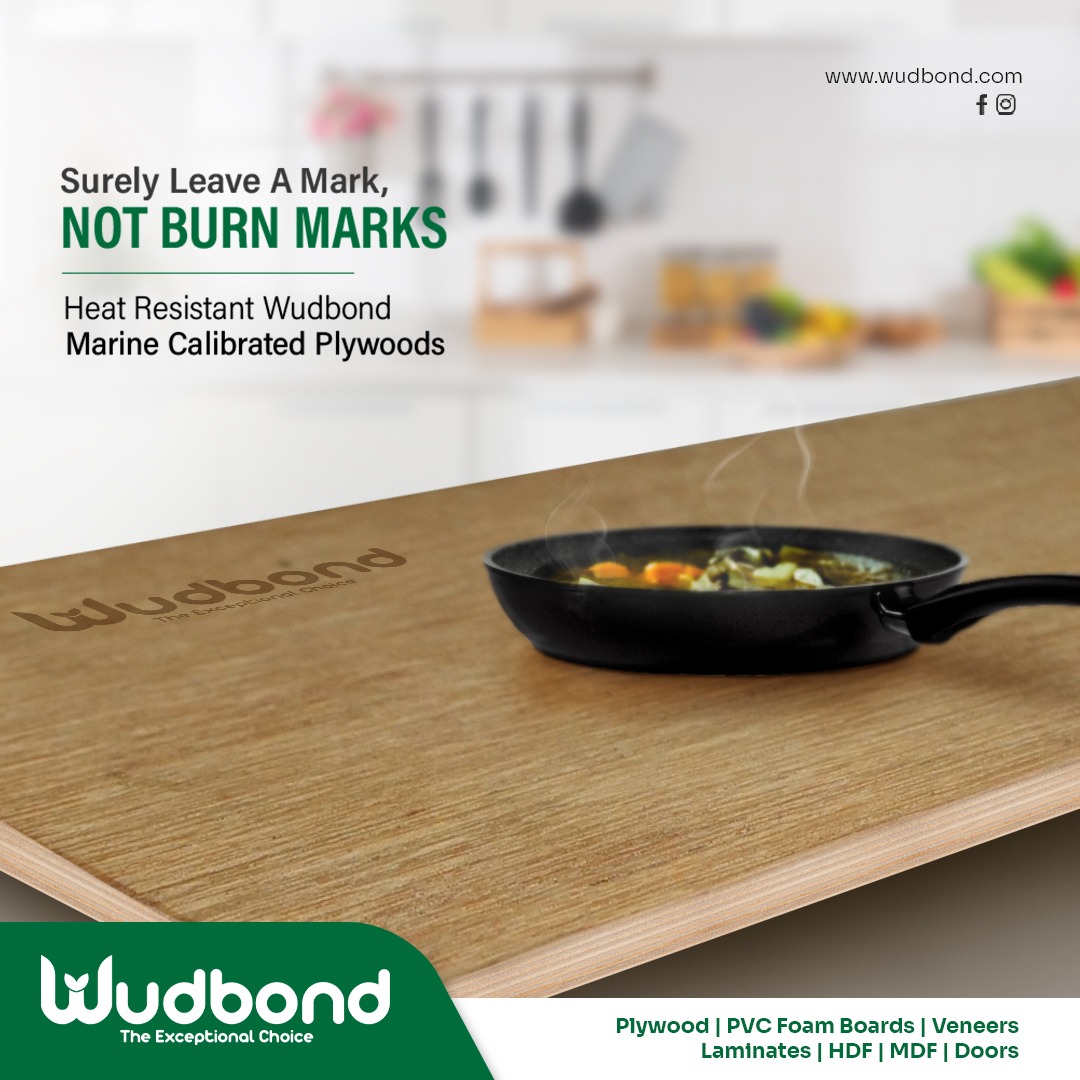 www.wudbond.com
Surely Leave A Mark,
NOT BURN MARKS
Heat Resistant Wudbond
Marine Calibrated Plywoods
Wudbond
The Exceptional Choice
Wudbond
The Exceptional Choice
Plywood | PVC Foam Boards | Veneers
Laminates | HDF | MDF | Doors